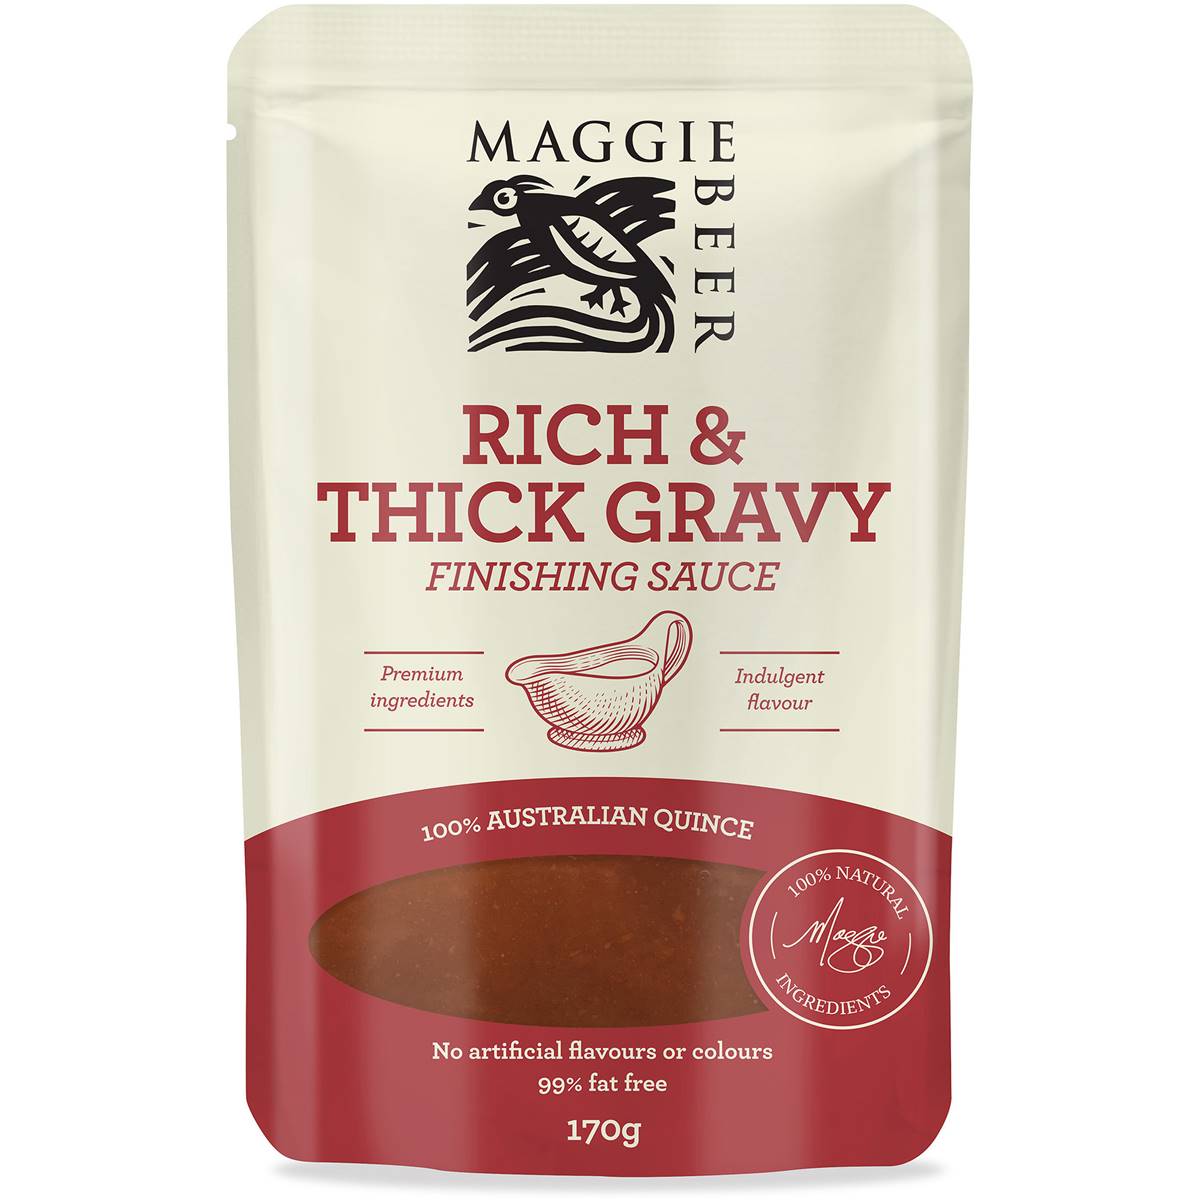 MAGGIE
BEER
RICH &
THICK GRAVY
FINISHING SAUCE
Premium
ingredients
Indulgent
flavour
100% AUSTRALIAN QUINCE
100% NATURAL
Maggie
INGREDIENTS
No artificial flavours or colours
99% fat free
170g